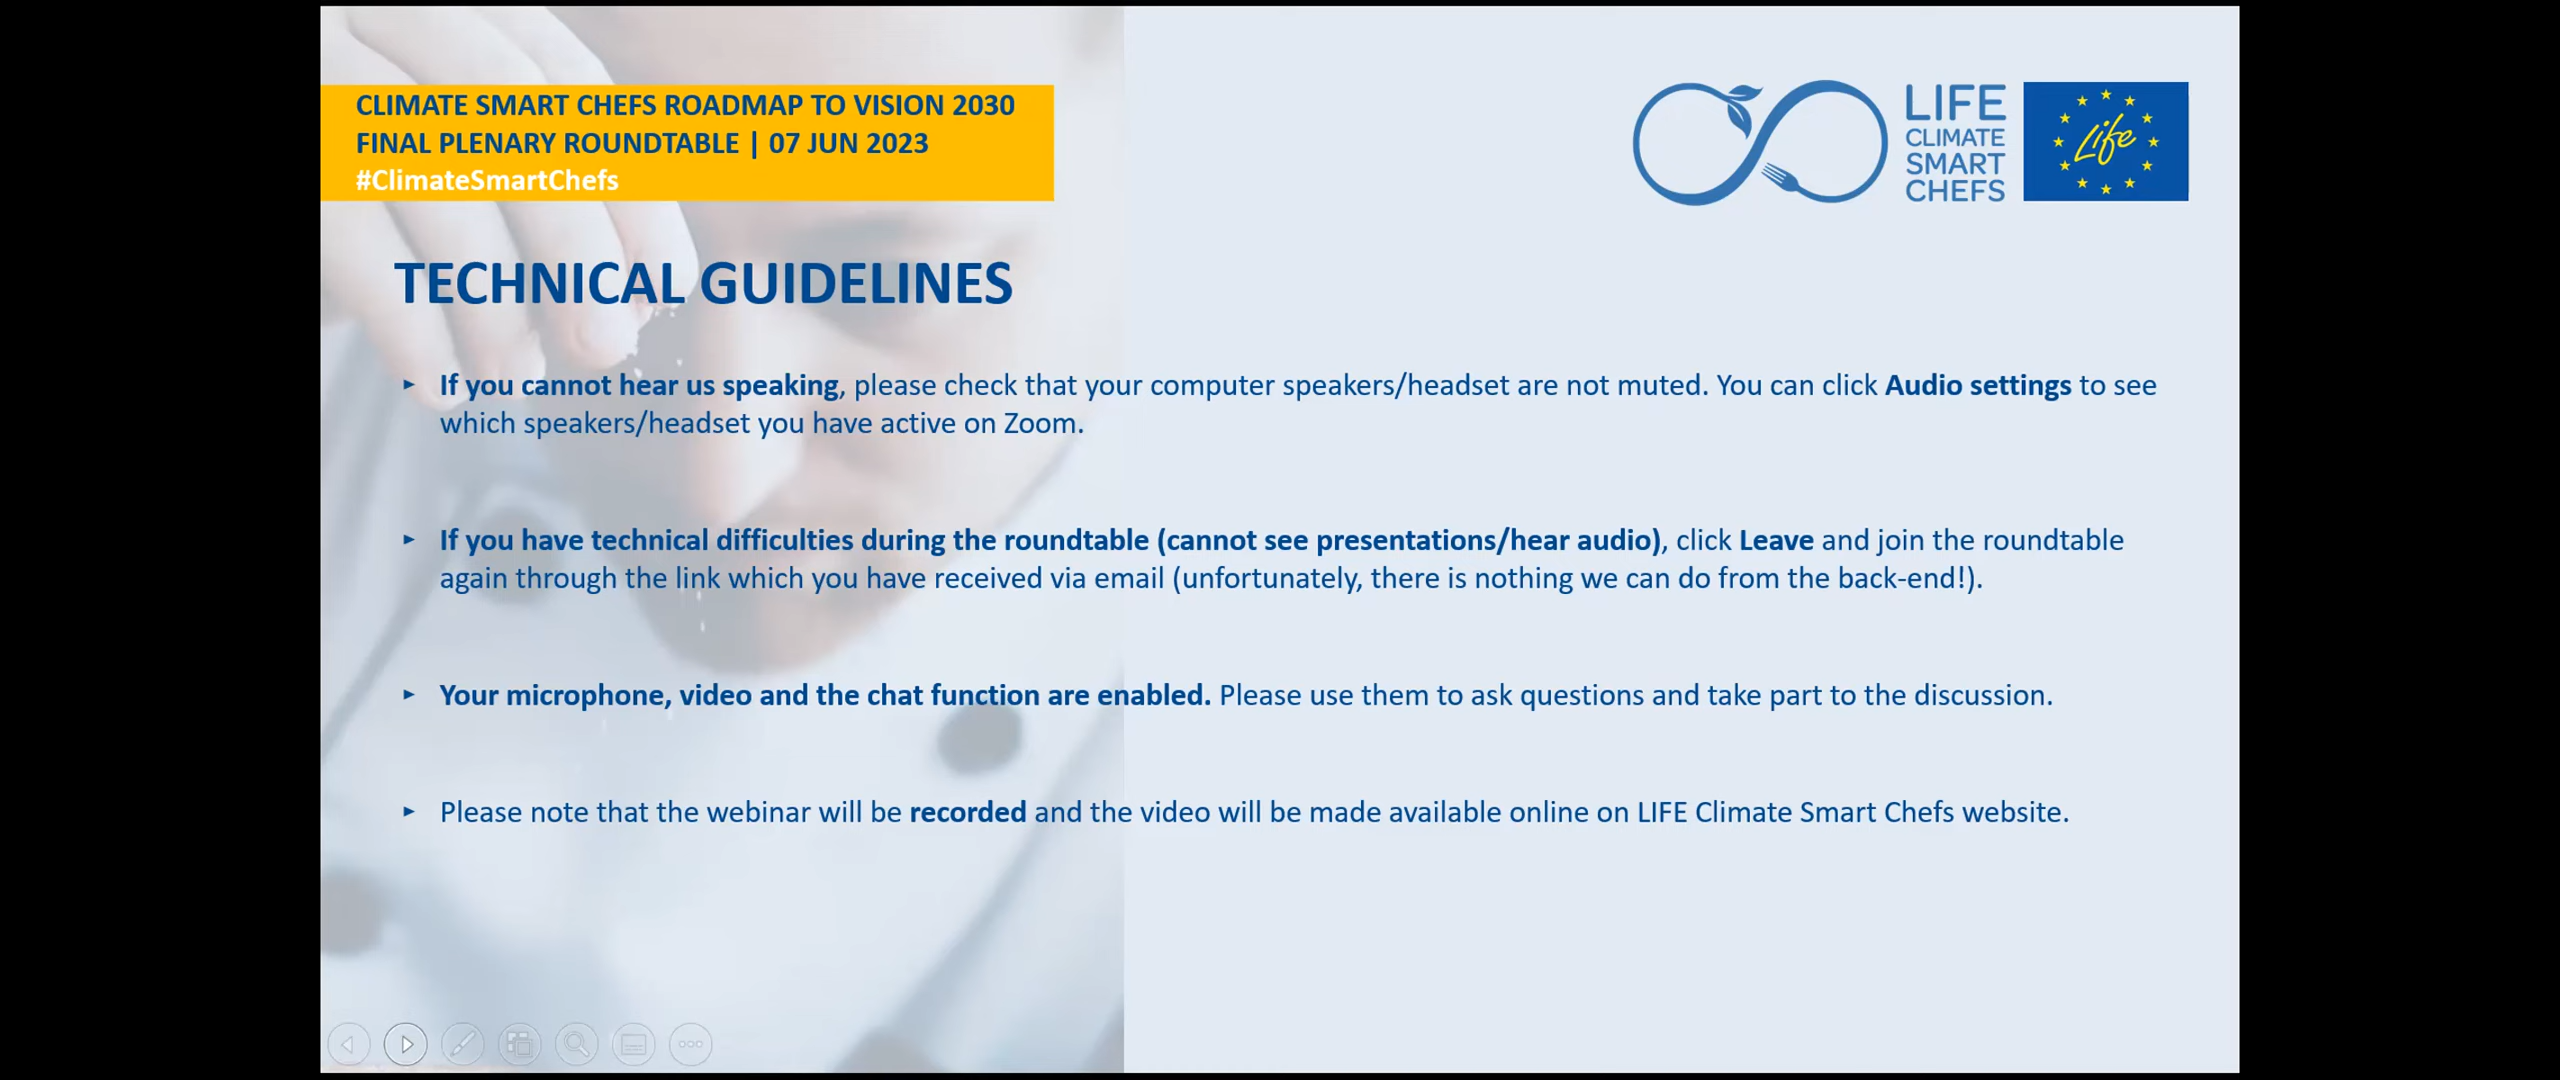 CLIMATE SMART CHEFS ROADMAP TO VISION 2030
FINAL PLENARY ROUNDTABLE | 07 JUN 2023
#ClimateSmartChefs
LIFE
CLIMATE
SMART
CHEFS
Life
TECHNICAL GUIDELINES
► If you cannot hear us speaking, please check that your computer speakers/headset are not muted. You can click Audio settings to see
which speakers/headset you have active on Zoom.
► If you have technical difficulties during the roundtable (cannot see presentations/hear audio), click Leave and join the roundtable
again through the link which you have received via email (unfortunately, there is nothing we can do from the back-end!).
► Your microphone, video and the chat function are enabled. Please use them to ask questions and take part to the discussion.
► Please note that the webinar will be recorded and the video will be made available online on LIFE Climate Smart Chefs website.